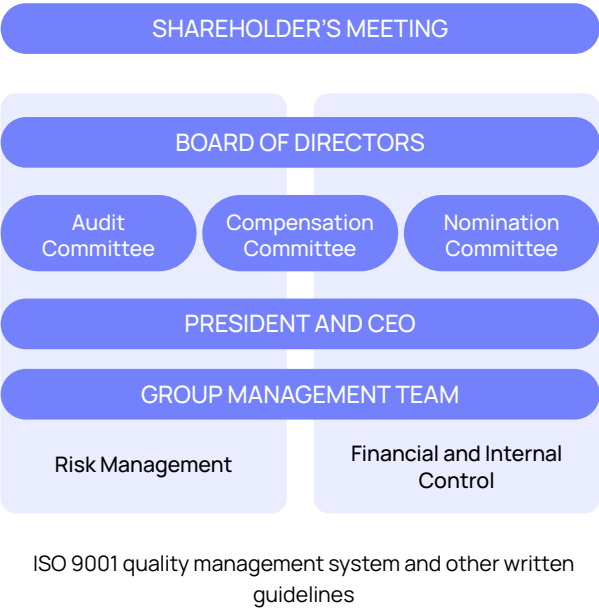 SHAREHOLDER'S MEETING
BOARD OF DIRECTORS
Audit
Committee
Compensation
Committee
Nomination
Committee
PRESIDENT AND CEO
GROUP MANAGEMENT TEAM
Risk Management
Financial and Internal
Control
ISO 9001 quality management system and other written
guidelines